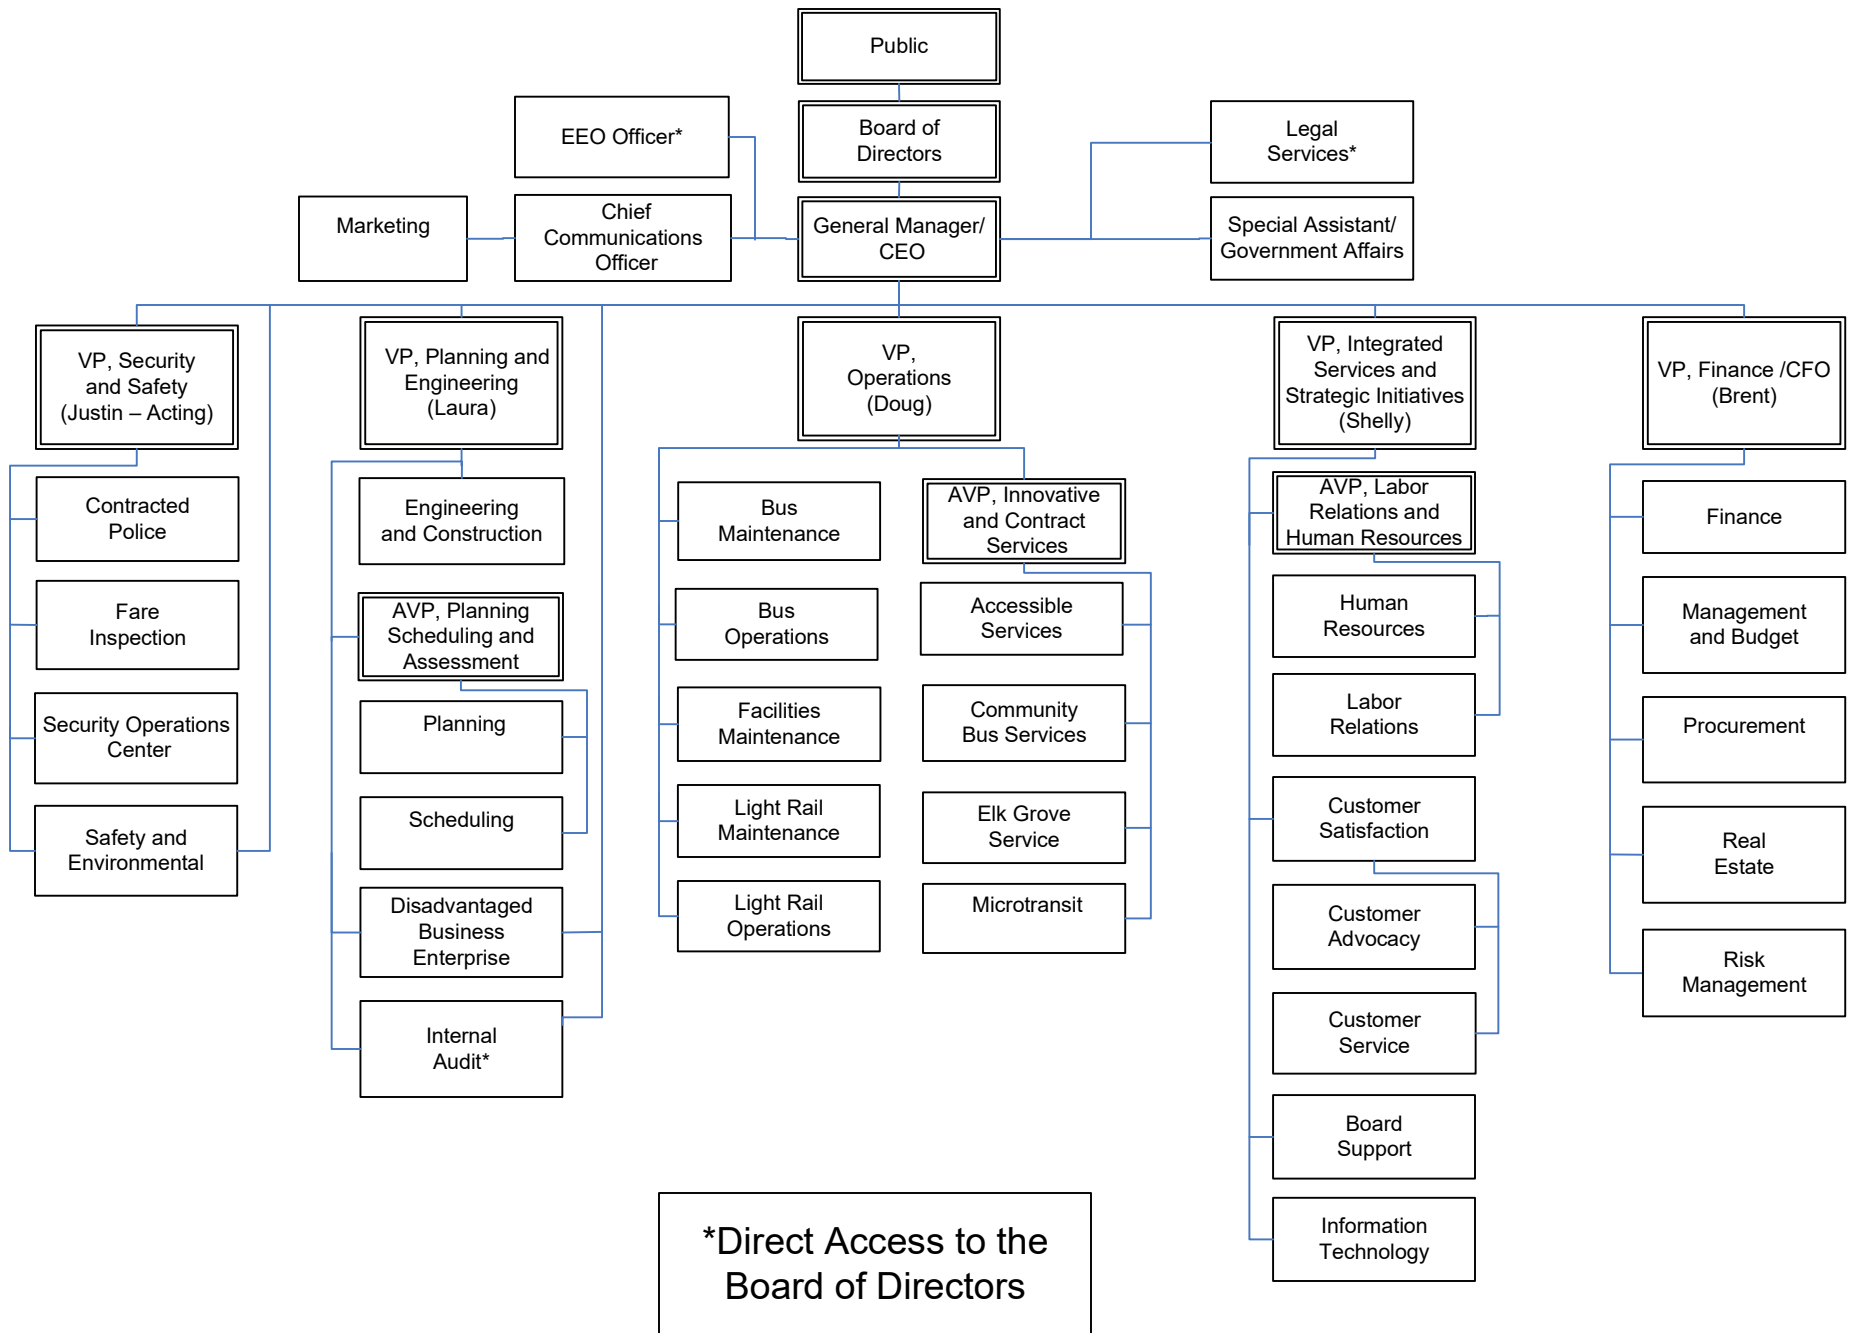 Public
EEO Officer*
Board of
Directors
Legal
Services*
Marketing
Chief
Communications
Officer
General Manager/
CEO
Special Assistant/
Government Affairs
VP, Security
and Safety
(Justin – Acting)
VP, Planning and
Engineering
(Laura)
VP,
Operations
(Doug)
VP, Integrated
Services and
Strategic Initiatives
(Shelly)
VP, Finance /CFO
(Brent)
Contracted
Police
Fare
Inspection
Security Operations
Center
Safety and
Environmental
Engineering
and Construction
AVP, Planning
Scheduling and
Assessment
Planning
Scheduling
Disadvantaged
Business
Enterprise
Internal
Audit*
Bus
Maintenance
Bus
Operations
Facilities
Maintenance
Light Rail
Maintenance
Light Rail
Operations
AVP, Innovative
and Contract
Services
Accessible
Services
Community
Bus Services
Elk Grove
Service
Microtransit
AVP, Labor
Relations and
Human Resources
Human
Resources
Labor
Relations
Customer
Satisfaction
Customer
Advocacy
Customer
Service
Board
Support
Information
Technology
Finance
Management
and Budget
Procurement
Real
Estate
Risk
Management
*Direct Access to the
Board of Directors